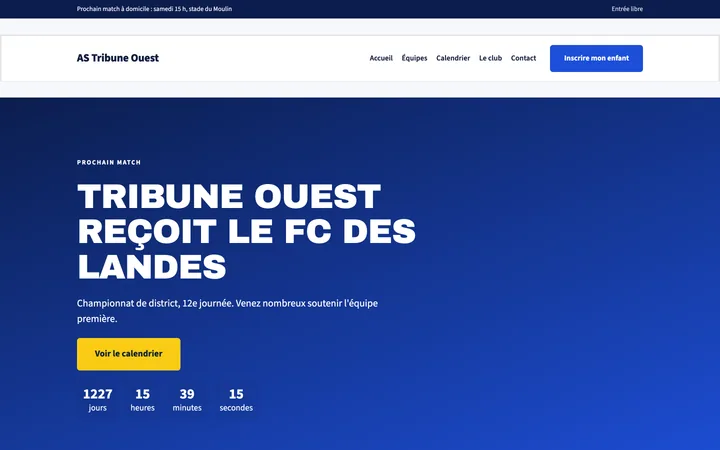 Prochain match à domicile : samedi 15 h, stade du Moulin
Entrée libre
AS Tribune Ouest
Accueil
Équipes
Calendrier
Le club
Contact
Inscrire mon enfant
PROCHAIN MATCH
TRIBUNE OUEST
REÇOIT LE FC DES
LANDES
Championnat de district, 12e journée. Venez nombreux soutenir l'équipe
première.
Voir le calendrier
1227 15 39 15
jours heures minutes secondes